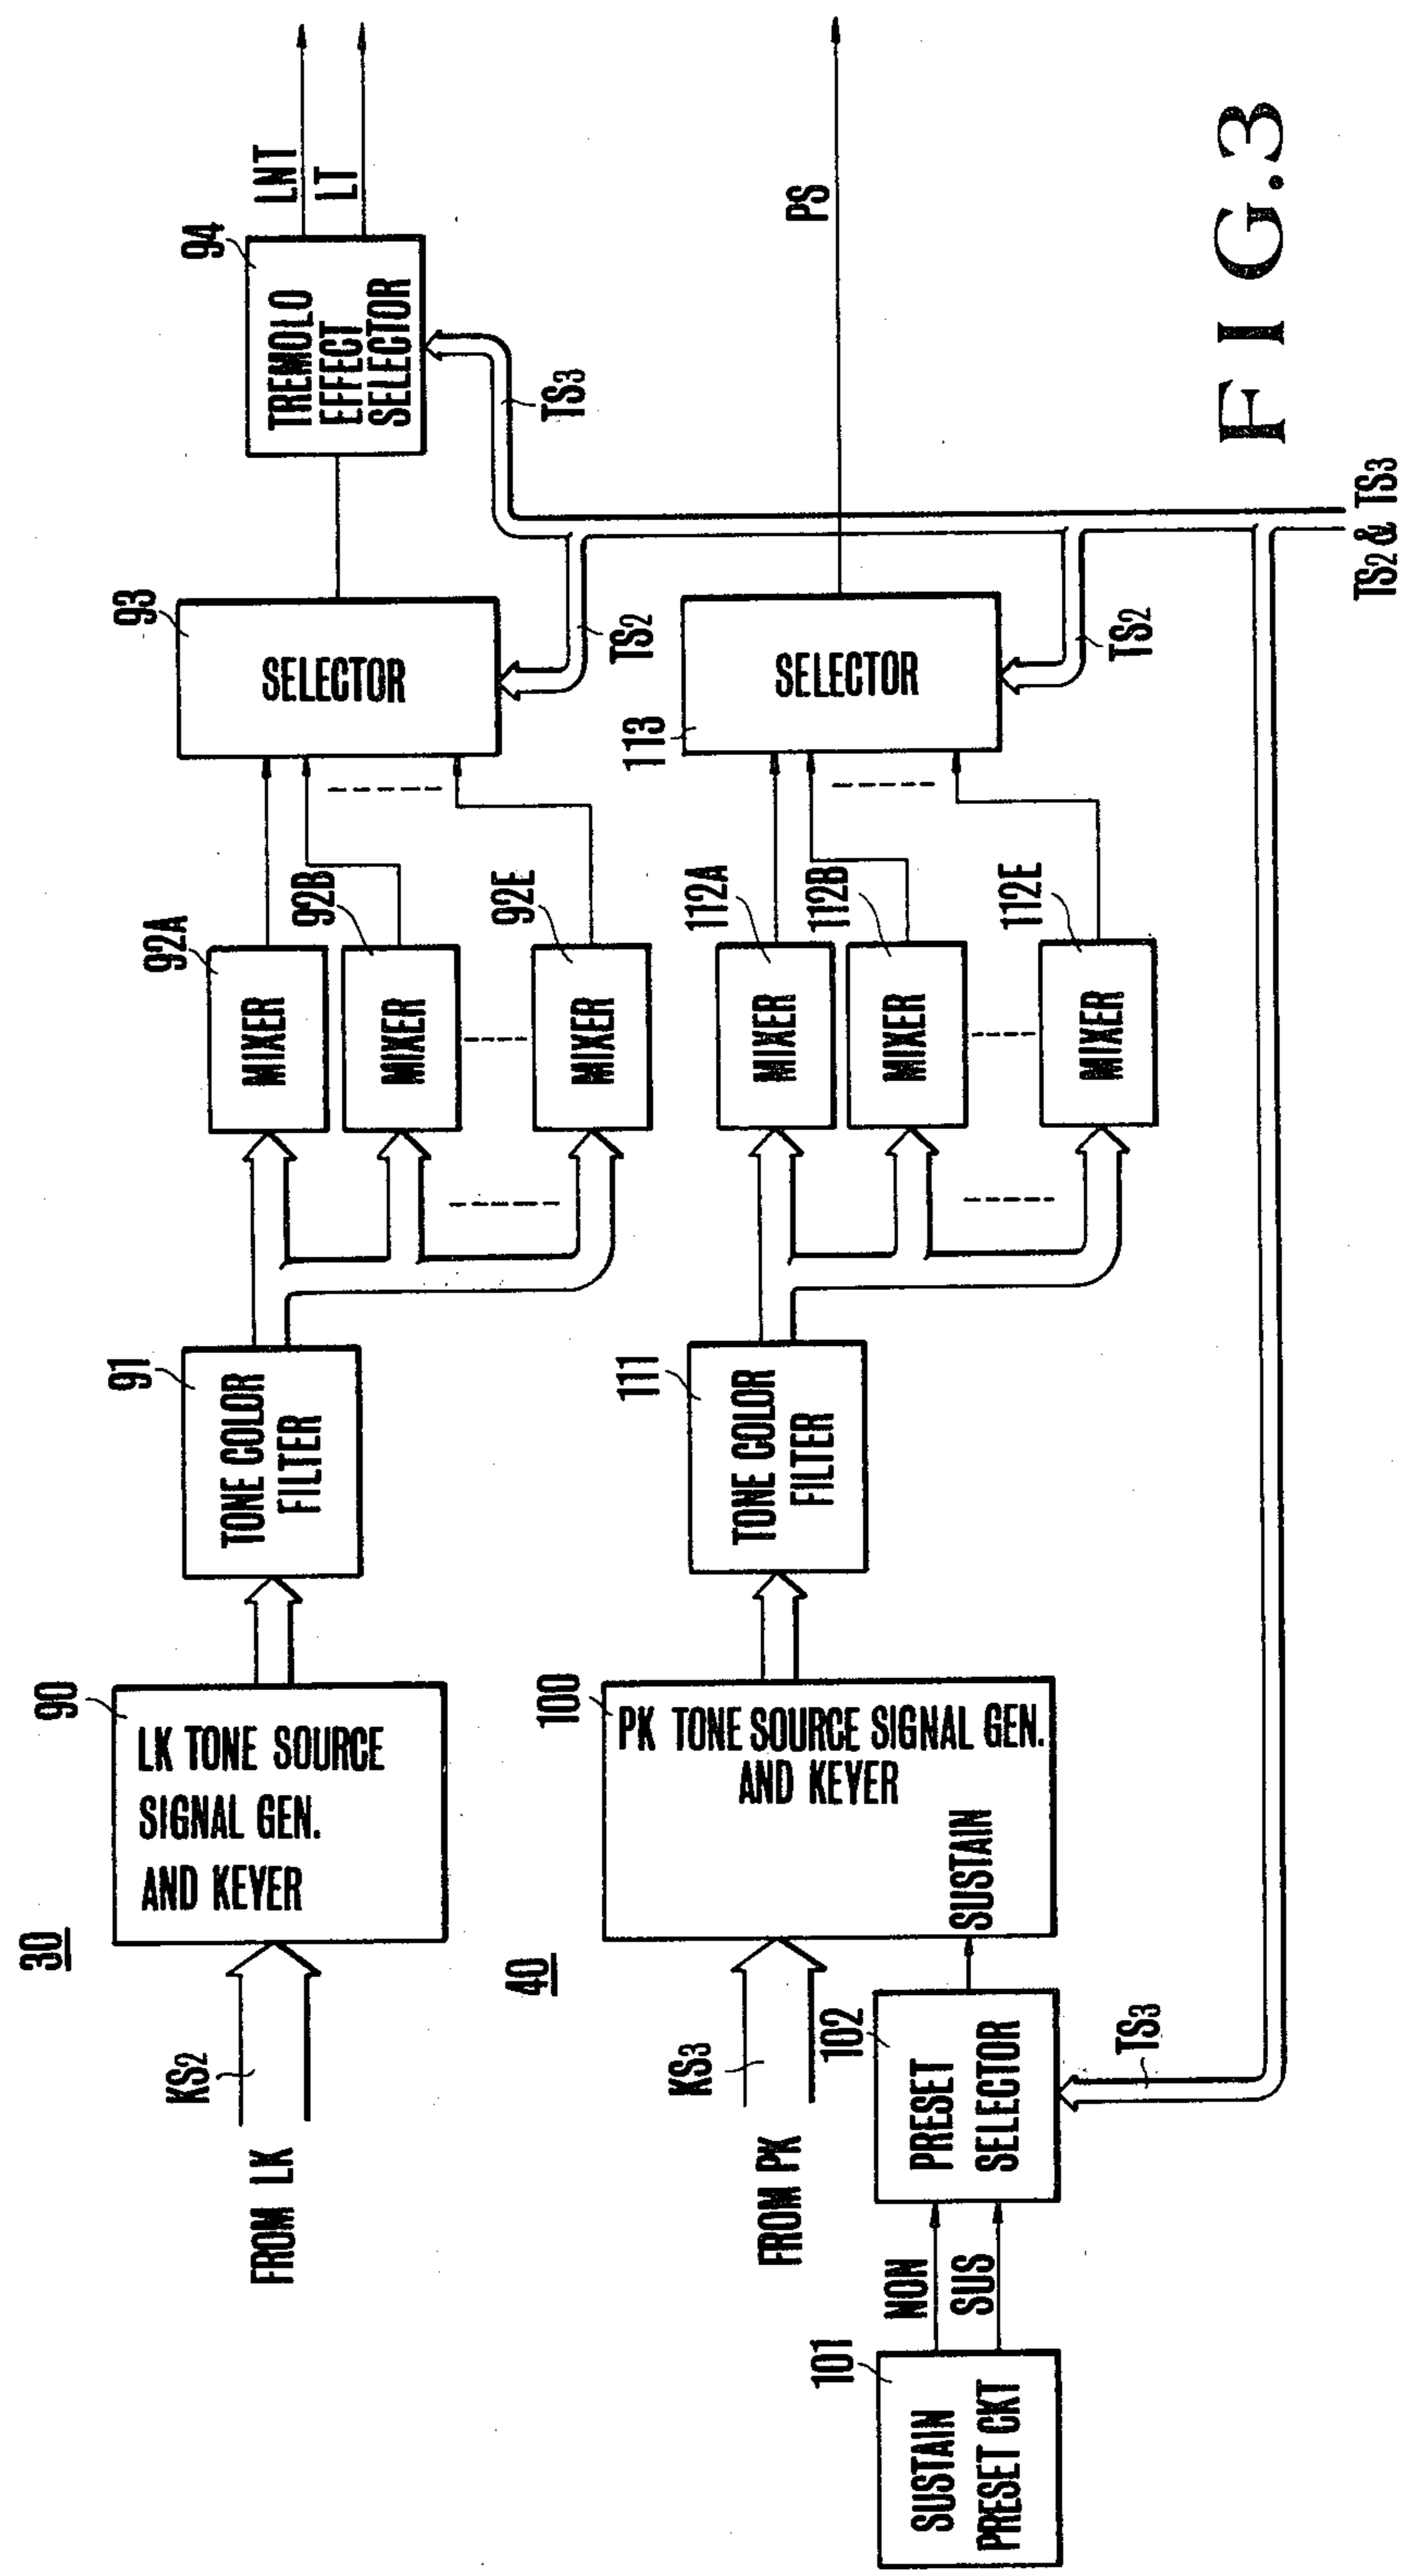 30
FROM LK
KS2
90
LK TONE SOURCE
SIGNAL GEN.
AND KEYER
91
TONE COLOR
FILTER
92A
MIXER
92B
MIXER
92E
MIXER
93
SELECTOR
TS2
94
TREMOLO
EFFECT
SELECTOR
TS3
LNT
LT
40
FROM PK
KS3
100
PK TONE SOURCE SIGNAL GEN.
AND KEYER
SUSTAIN
101
SUSTAIN
PRESET CKT
NON
SUS
102
PRESET
SELECTOR
TS3
111
TONE COLOR
FILTER
112A
MIXER
112B
MIXER
112E
MIXER
113
SELECTOR
TS2
PS
TS2 & TS3
FIG.3